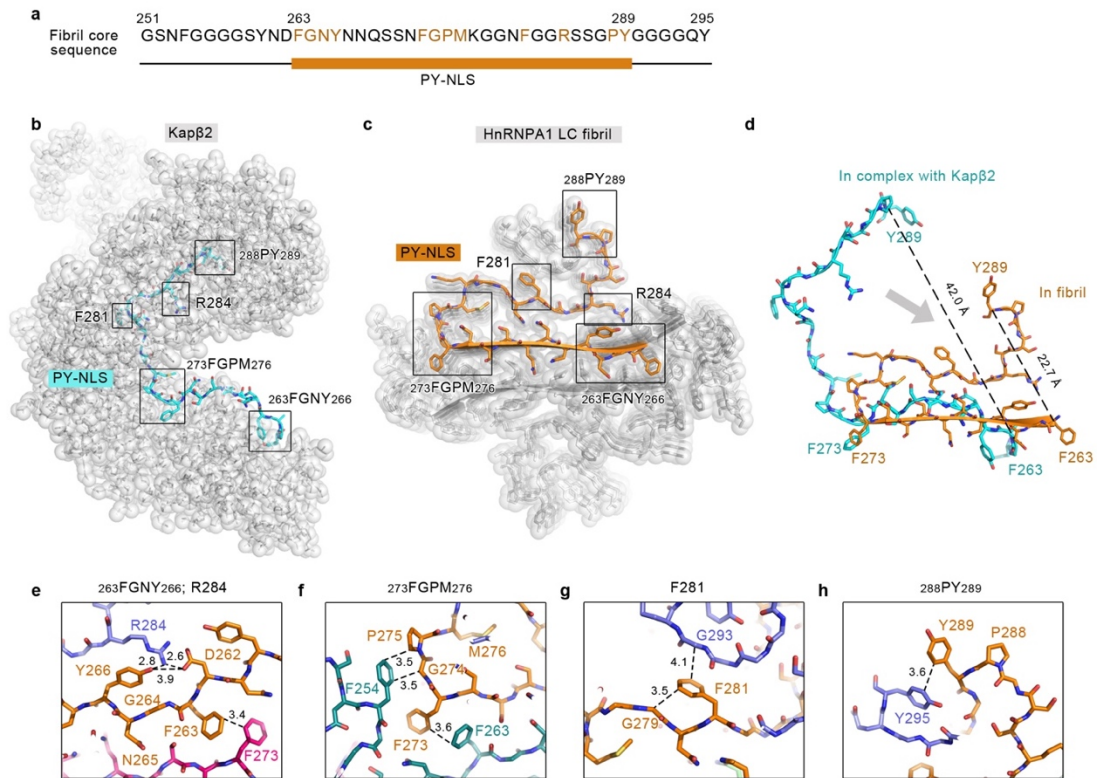 a
251 263 289 295
Fibril core sequence GSNFGGGGSYNDFGNYNNQSSNFGPMKGGNFGGRSSGPYGGGGQY
PY-NLS
b
Kapβ2
288PY289
F281
R284
273FGPM276
PY-NLS
263FGNY266
c
HnRNPA1 LC fibril
288PY289
PY-NLS
F281
R284
273FGPM276
263FGNY266
d
In complex with Kapβ2
Y289
Y289
In fibril
42.0 Å
22.7 Å
F273
F273
F263
F263
e
263FGNY266; R284
R284
D262
2.8
2.6
3.9
Y266
G264
3.4
F263
N265
F273
f
273FGPM276
P275
M276
3.5
G274
F254
3.5
F273
3.6
F263
g
F281
G293
4.1
3.5
F281
G279
h
288PY289
Y289
P288
3.6
Y295